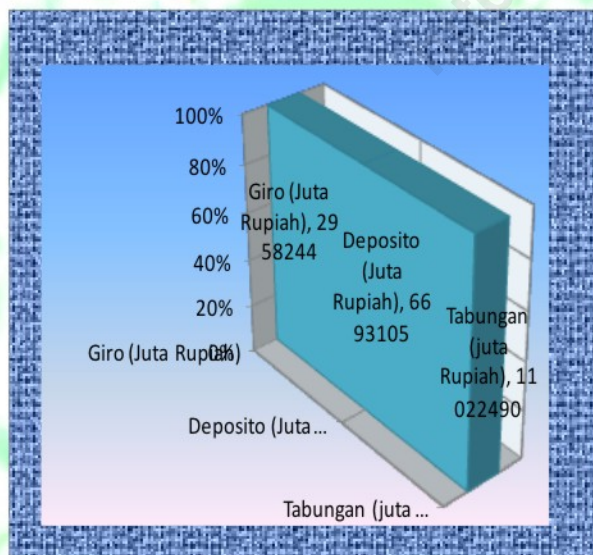 100%
80%
60%
40%
20%
0%
Giro (Juta
Rupiah), 29
58244
Deposito
(Juta
Rupiah), 66
93105
Tabungan
(juta
Rupiah), 11
022490
Giro (Juta Rupiah)
Deposito (Juta ...
Tabungan (juta ...